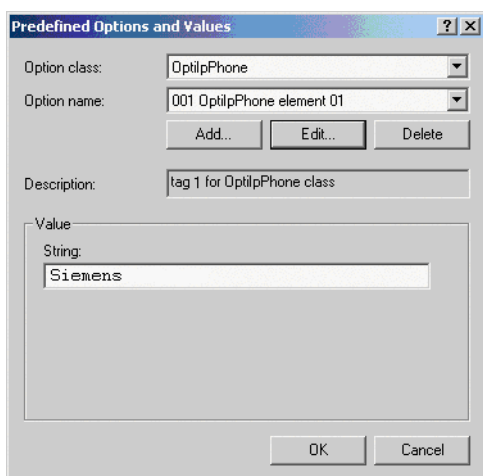 Predefined Options and Values
Option class: OptiIpPhone
Option name: 001 OptiIpPhone element 01
Add... Edit... Delete
Description: tag 1 for OptiIpPhone class
Value
String:
Siemens
OK Cancel